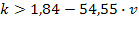 k > 1,84 − 54,55 · v